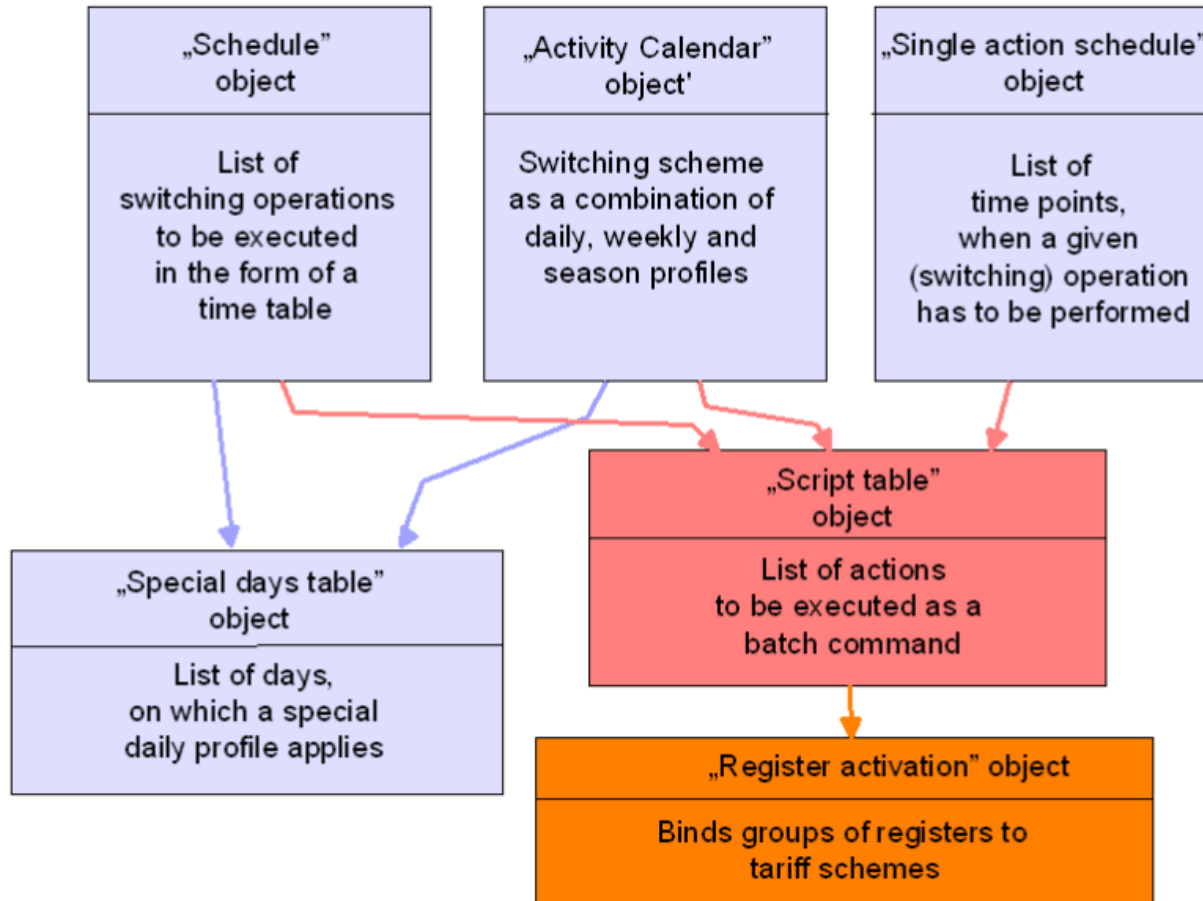 „Schedule”
object
List of
switching operations
to be executed
in the form of a
time table
„Activity Calendar”
object'
Switching scheme
as a combination of
daily, weekly and
season profiles
„Single action schedule”
object
List of
time points,
when a given
(switching) operation
has to be performed
„Script table”
object
List of actions
to be executed as a
batch command
„Special days table”
object
List of days,
on which a special
daily profile applies
„Register activation” object
Binds groups of registers to
tariff schemes